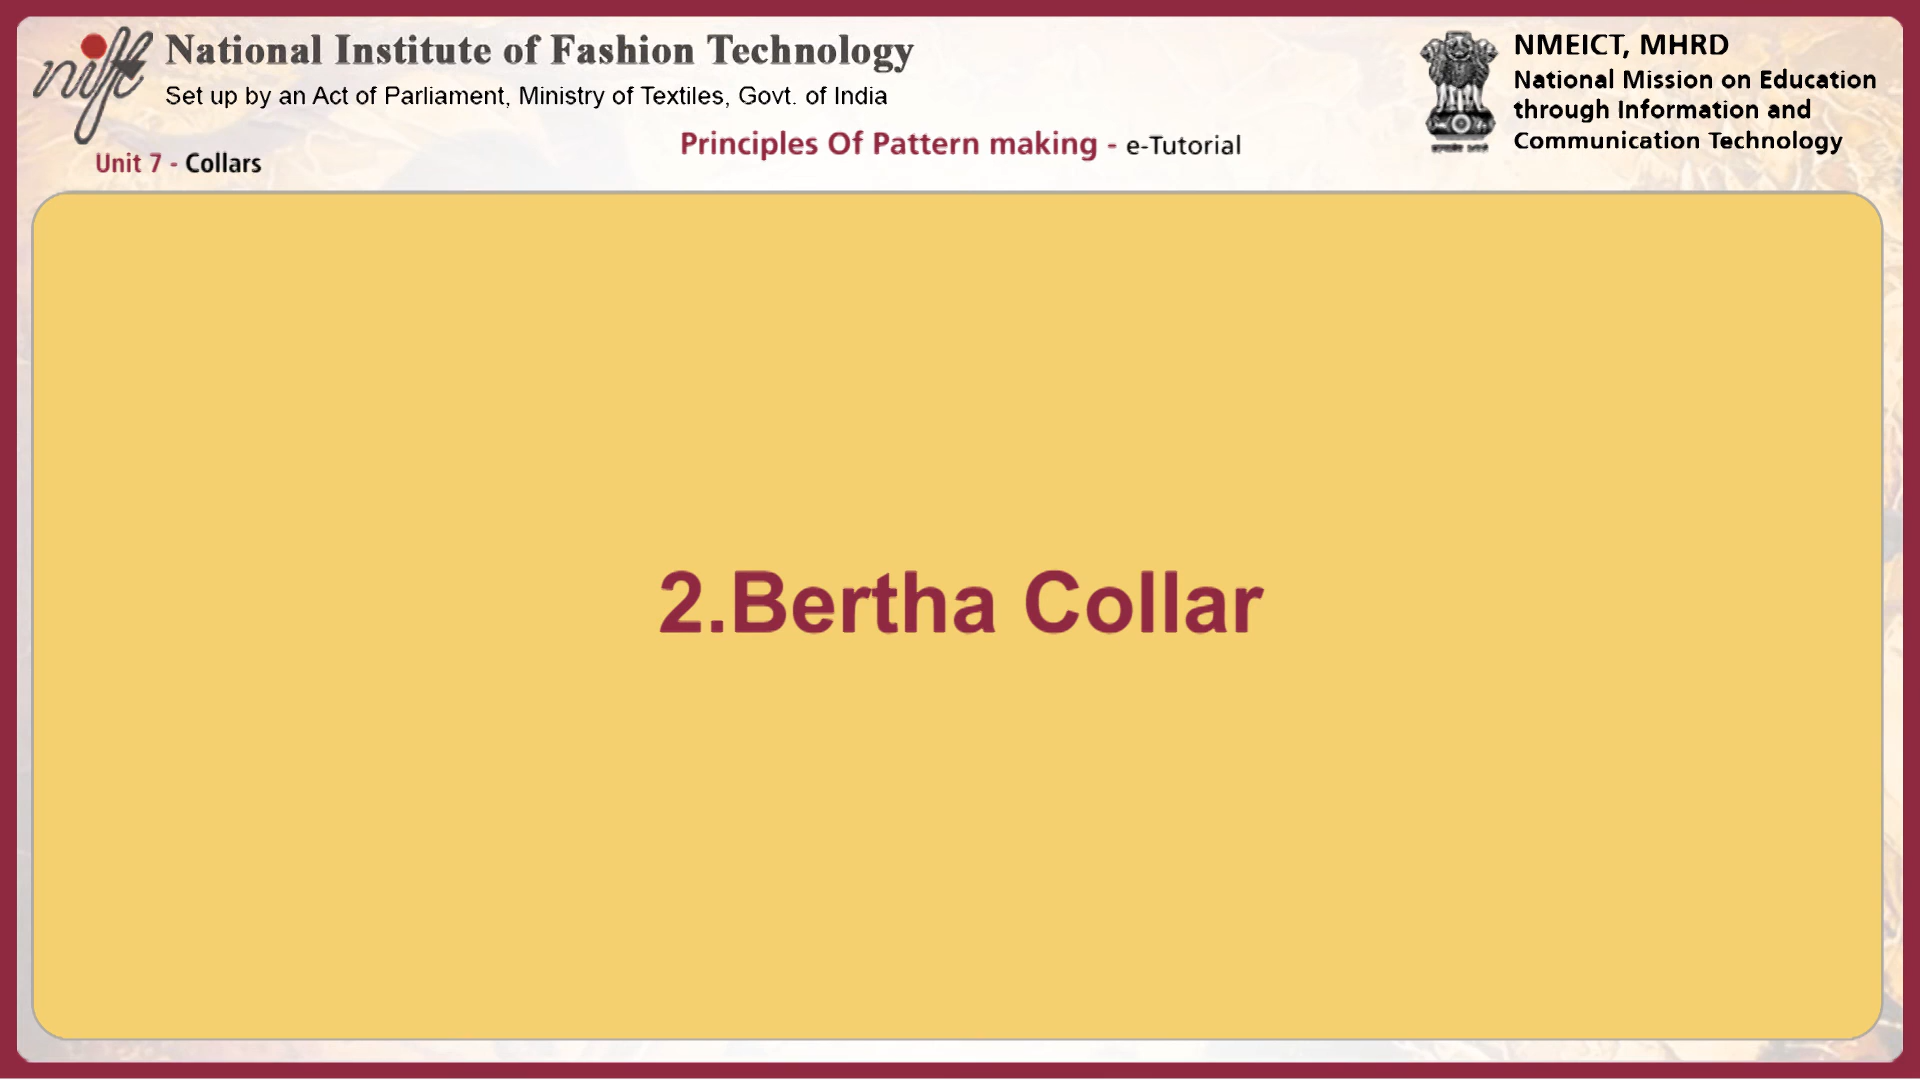 nift
National Institute of Fashion Technology
Set up by an Act of Parliament, Ministry of Textiles, Govt. of India
NMEICT, MHRD
National Mission on Education
through Information and
Communication Technology
Principles Of Pattern making - e-Tutorial
Unit 7 - Collars
2.Bertha Collar